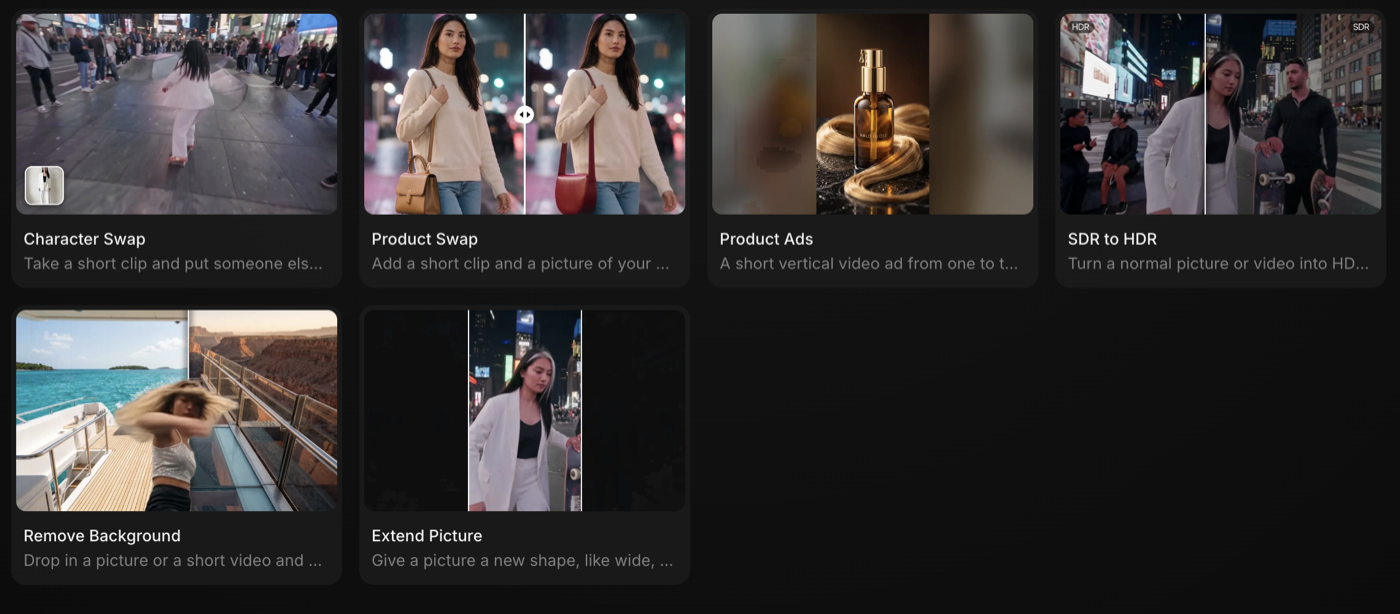 HDR
SDR
Character Swap
Take a short clip and put someone els...
Product Swap
Add a short clip and a picture of your ...
Product Ads
A short vertical video ad from one to t...
SDR to HDR
Turn a normal picture or video into HD...
Remove Background
Drop in a picture or a short video and ...
Extend Picture
Give a picture a new shape, like wide, ...